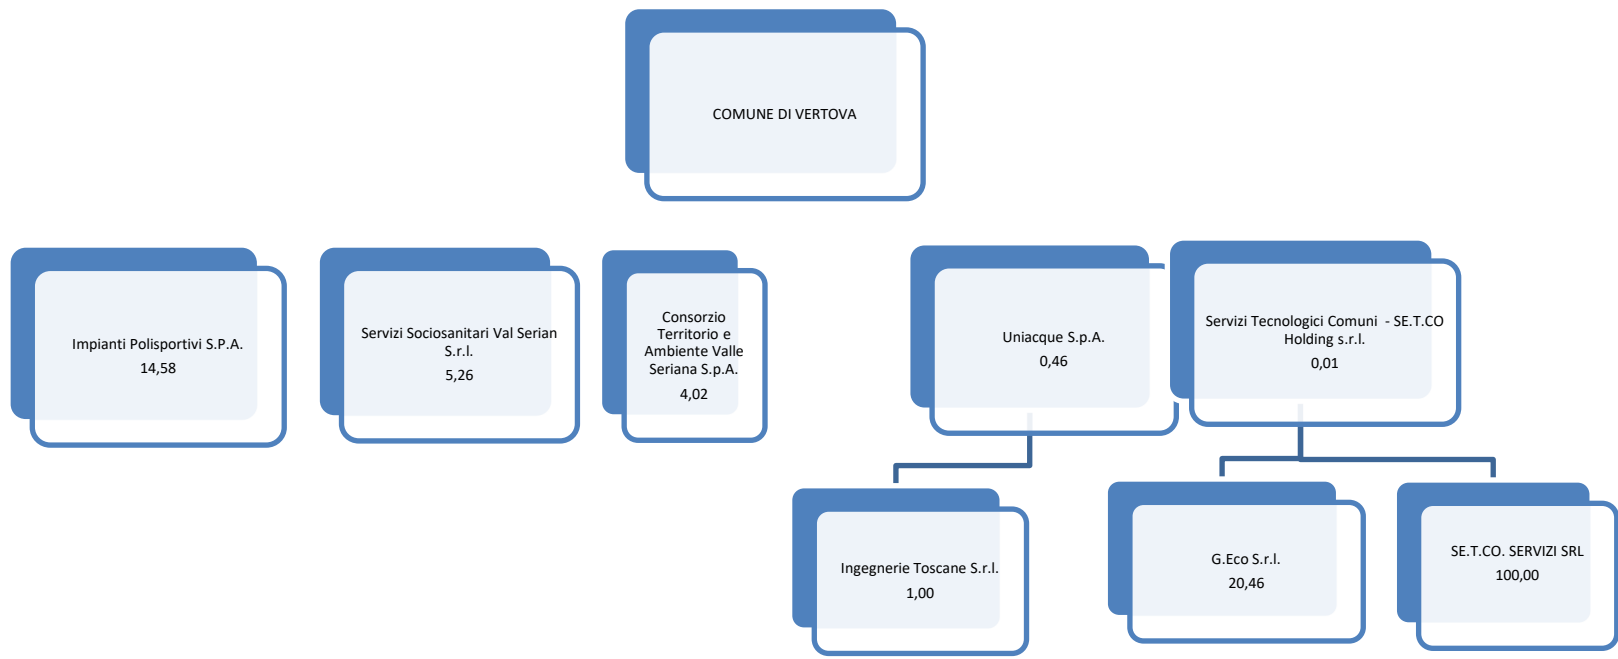 COMUNE DI VERTOVA
Impianti Polisportivi S.P.A.
14,58
Servizi Sociosanitari Val Serian
S.r.l.
5,26
Consorzio
Territorio e
Ambiente Valle
Seriana S.p.A.
4,02
Uniacque S.p.A.
0,46
Servizi Tecnologici Comuni - SE.T.CO
Holding s.r.l.
0,01
Ingegnerie Toscane S.r.l.
1,00
G.Eco S.r.l.
20,46
SE.T.CO. SERVIZI SRL
100,00